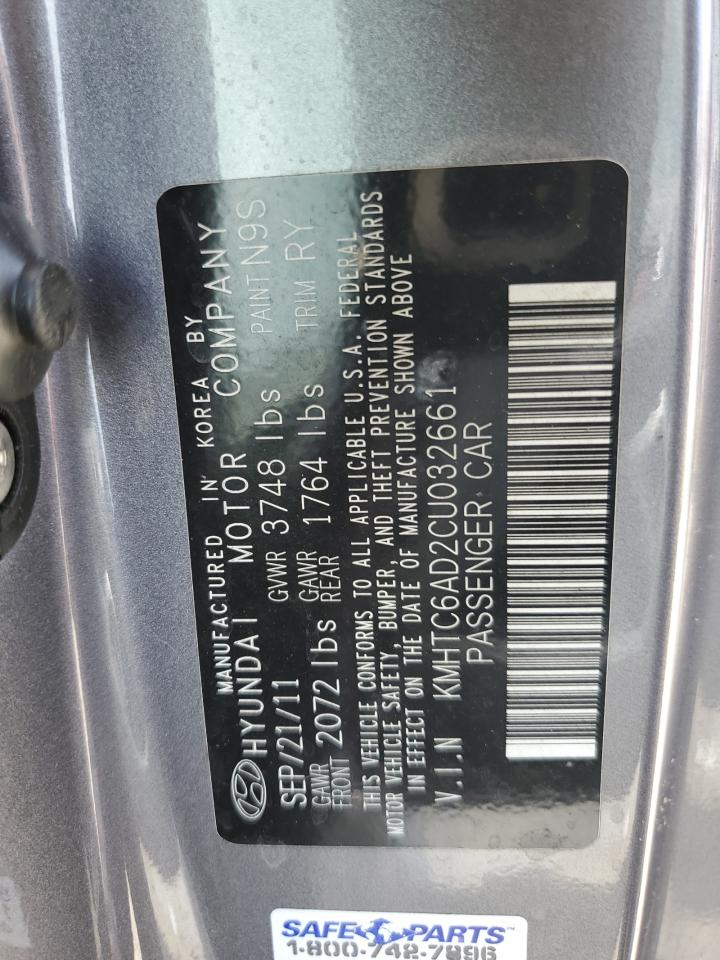 MANUFACTURED IN KOREA BY
HYUNDAI MOTOR COMPANY
SEP/21/11 GVWR 3748 lbs PAINT N9S
GAWR FRONT 2072 lbs GAWR REAR 1764 lbs TRIM RY
THIS VEHICLE CONFORMS TO ALL APPLICABLE U.S.A. FEDERAL
MOTOR VEHICLE SAFETY, BUMPER, AND THEFT PREVENTION STANDARDS
IN EFFECT ON THE DATE OF MANUFACTURE SHOWN ABOVE
V.I.N KMHTC6AD2CU032661
PASSENGER CAR
SAFE PARTS™
1-800-742-7896